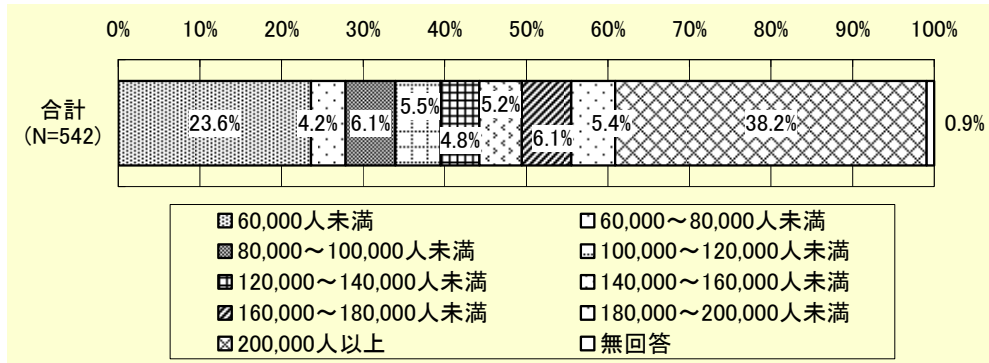 0% 10% 20% 30% 40% 50% 60% 70% 80% 90% 100%
合計
(N=542)
23.6% 4.2% 6.1% 5.5% 4.8% 5.2% 6.1% 5.4% 38.2% 0.9%
60,000人未満 60,000～80,000人未満
80,000～100,000人未満 100,000～120,000人未満
120,000～140,000人未満 140,000～160,000人未満
160,000～180,000人未満 180,000～200,000人未満
200,000人以上 無回答